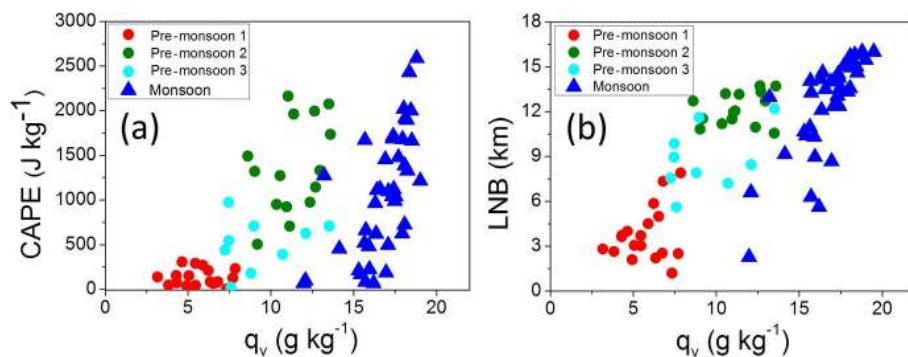 3000
2500
2000
1500
1000
500
0
CAPE (J kg⁻¹)
Pre-monsoon 1
Pre-monsoon 2
Pre-monsoon 3
Monsoon
(a)
0 5 10 15 20
qᵥ (g kg⁻¹)
18
15
12
9
6
3
0
LNB (km)
Pre-monsoon 1
Pre-monsoon 2
Pre-monsoon 3
Monsoon
(b)
0 5 10 15 20
qᵥ (g kg⁻¹)